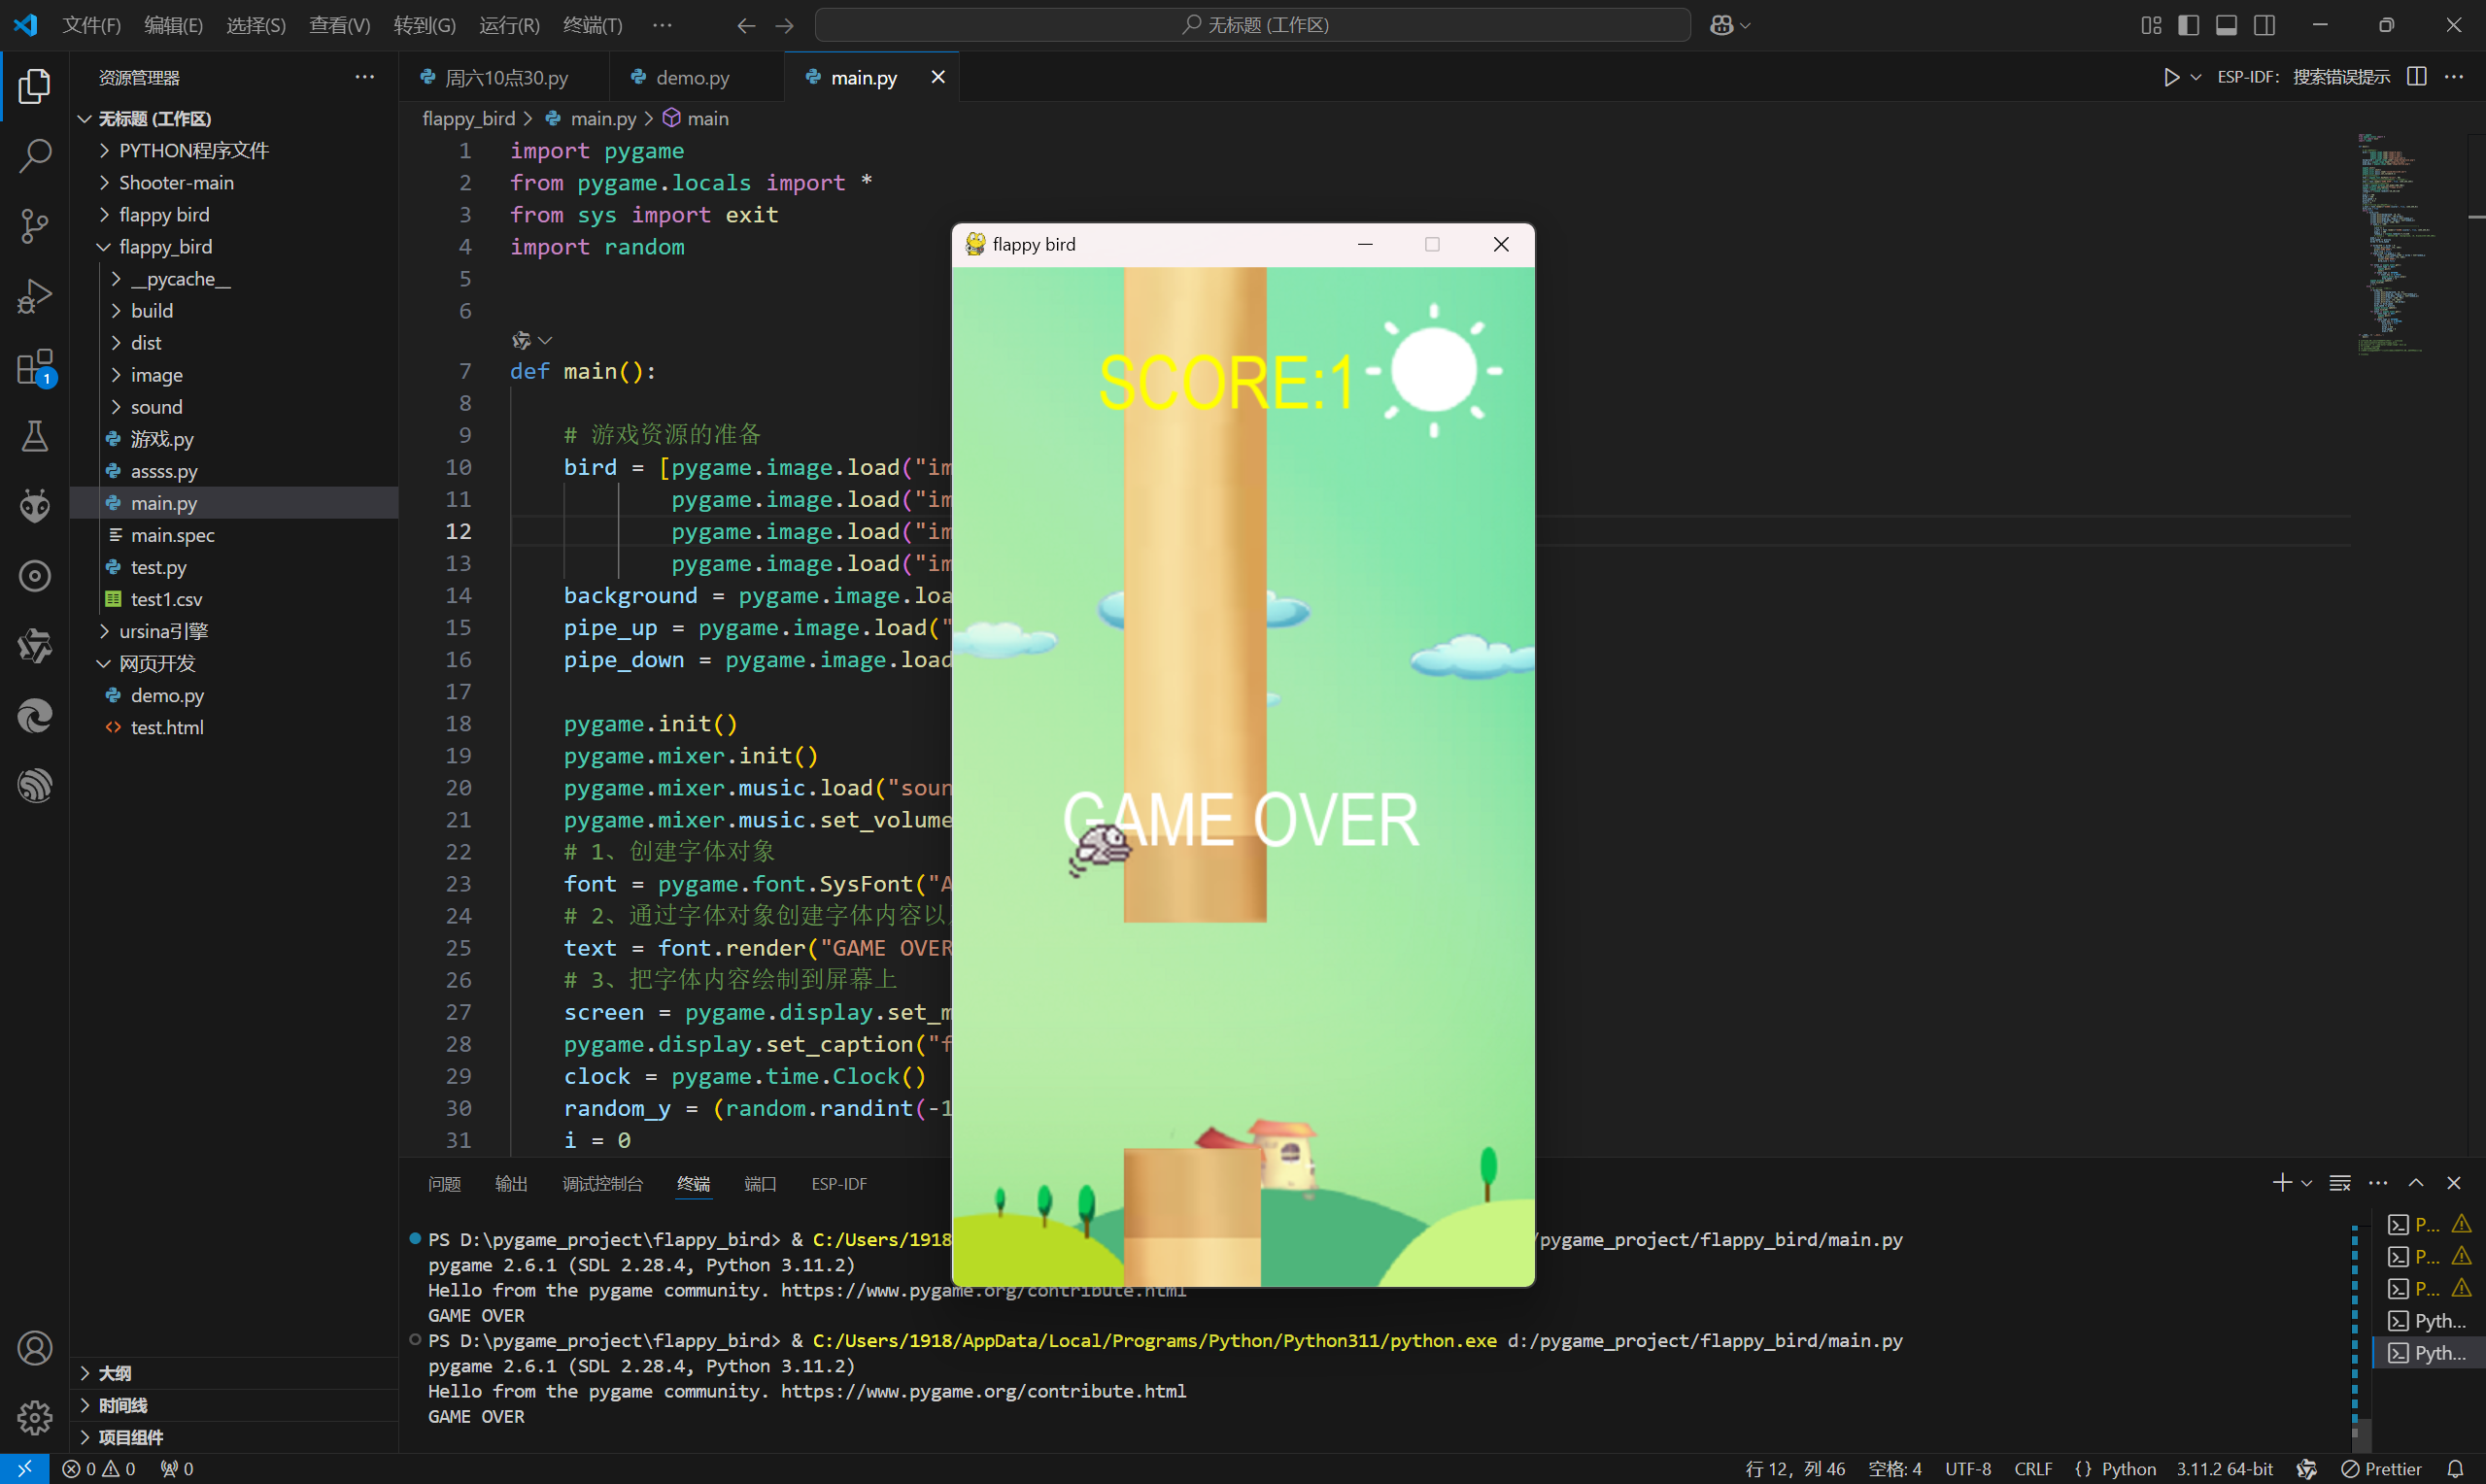 文件(F) 编辑(E) 选择(S) 查看(V) 转到(G) 运行(R) 终端(T) ··· 无标题 (工作区)
资源管理器 ···
无标题 (工作区)
PYTHON程序文件
Shooter-main
flappy bird
flappy_bird
__pycache__
build
dist
image
sound
游戏.py
assss.py
main.py
main.spec
test.py
test1.csv
ursina引擎
网页开发
demo.py
test.html
大纲
时间线
项目组件
1
周六10点30.py demo.py main.py
ESP-IDF: 搜索错误提示
flappy_bird > main.py > main
1 import pygame
2 from pygame.locals import *
3 from sys import exit
4 import random
5
6
7 def main():
8
9 # 游戏资源的准备
10 bird = [pygame.image.load("im
11 pygame.image.load("im
12 pygame.image.load("im
13 pygame.image.load("im
14 background = pygame.image.loa
15 pipe_up = pygame.image.load("
16 pipe_down = pygame.image.load
17
18 pygame.init()
19 pygame.mixer.init()
20 pygame.mixer.music.load("soun
21 pygame.mixer.music.set_volume
22 # 1、创建字体对象
23 font = pygame.font.SysFont("A
24 # 2、通过字体对象创建字体内容以
25 text = font.render("GAME OVER
26 # 3、把字体内容绘制到屏幕上
27 screen = pygame.display.set_m
28 pygame.display.set_caption("f
29 clock = pygame.time.Clock()
30 random_y = (random.randint(-1
31 i = 0
flappy bird
SCORE:1
GAME OVER
问题 输出 调试控制台 终端 端口 ESP-IDF
PS D:\pygame_project\flappy_bird> & C:/Users/1918 /pygame_project/flappy_bird/main.py
pygame 2.6.1 (SDL 2.28.4, Python 3.11.2)
Hello from the pygame community. https://www.pygame.org/contribute.html
GAME OVER
PS D:\pygame_project\flappy_bird> & C:/Users/1918/AppData/Local/Programs/Python/Python311/python.exe d:/pygame_project/flappy_bird/main.py
pygame 2.6.1 (SDL 2.28.4, Python 3.11.2)
Hello from the pygame community. https://www.pygame.org/contribute.html
GAME OVER
P...
P...
P...
Pyth...
Pyth...
0 0 0 行 12，列 46 空格: 4 UTF-8 CRLF {} Python 3.11.2 64-bit Prettier